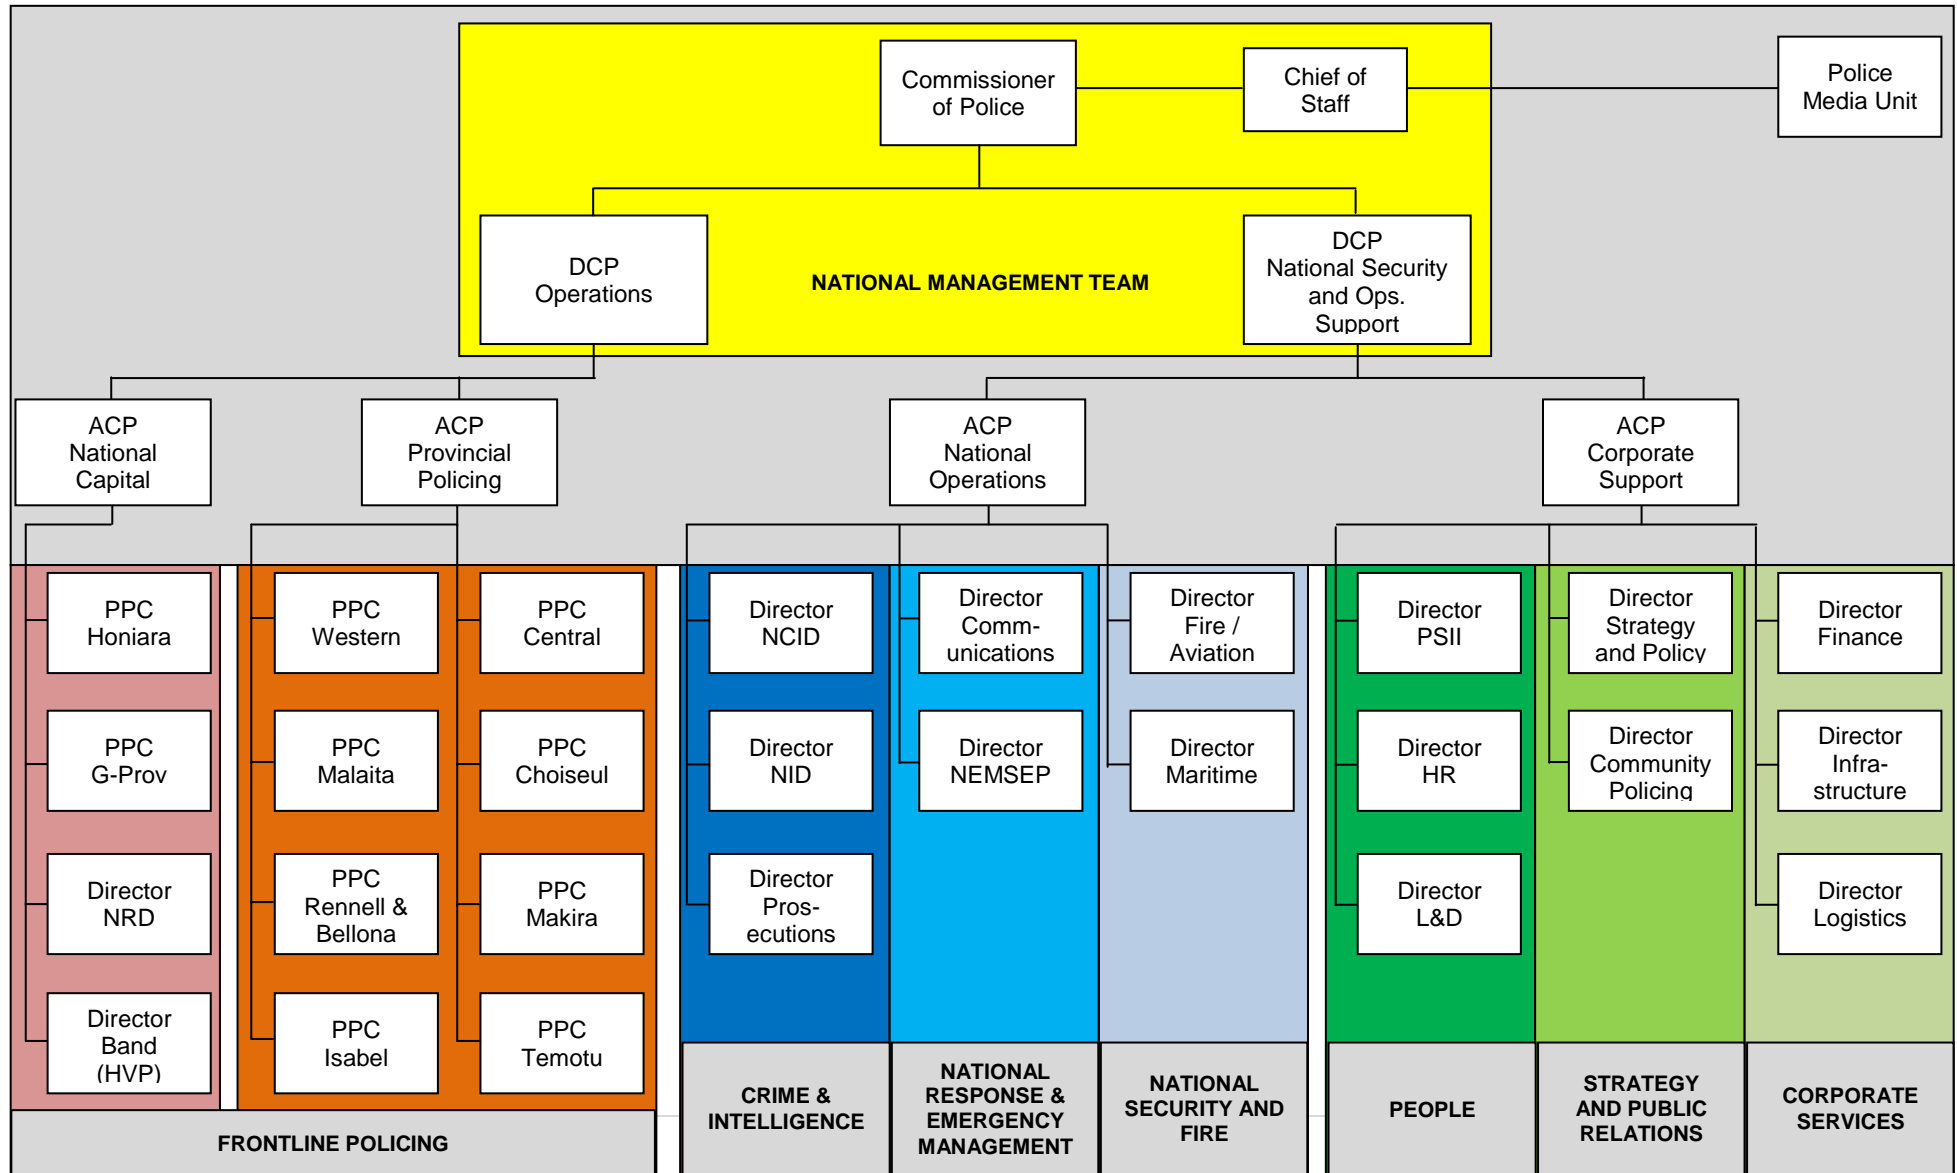 Commissioner
of Police
Chief of
Staff
Police
Media Unit
DCP
Operations
NATIONAL MANAGEMENT TEAM
DCP
National Security
and Ops.
Support
ACP
National
Capital
ACP
Provincial
Policing
ACP
National
Operations
ACP
Corporate
Support
PPC
Honiara
PPC
G-Prov
Director
NRD
Director
Band
(HVP)
PPC
Western
PPC
Malaita
PPC
Rennell &
Bellona
PPC
Isabel
PPC
Central
PPC
Choiseul
PPC
Makira
PPC
Temotu
FRONTLINE POLICING
Director
NCID
Director
NID
Director
Pros-
ecutions
CRIME &
INTELLIGENCE
Director
Comm-
unications
Director
NEMSEP
NATIONAL
RESPONSE &
EMERGENCY
MANAGEMENT
Director
Fire /
Aviation
Director
Maritime
NATIONAL
SECURITY AND
FIRE
Director
PSII
Director
HR
Director
L&D
PEOPLE
Director
Strategy
and Policy
Director
Community
Policing
STRATEGY
AND PUBLIC
RELATIONS
Director
Finance
Director
Infra-
structure
Director
Logistics
CORPORATE
SERVICES